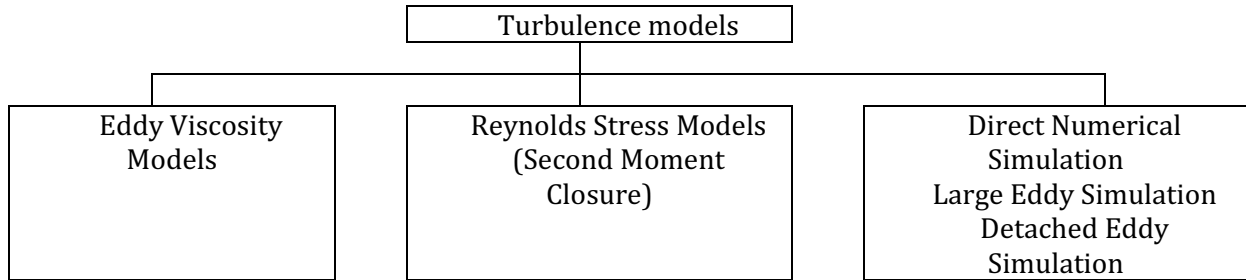 Turbulence models
Eddy Viscosity
Models
Reynolds Stress Models
(Second Moment
Closure)
Direct Numerical
Simulation
Large Eddy Simulation
Detached Eddy
Simulation